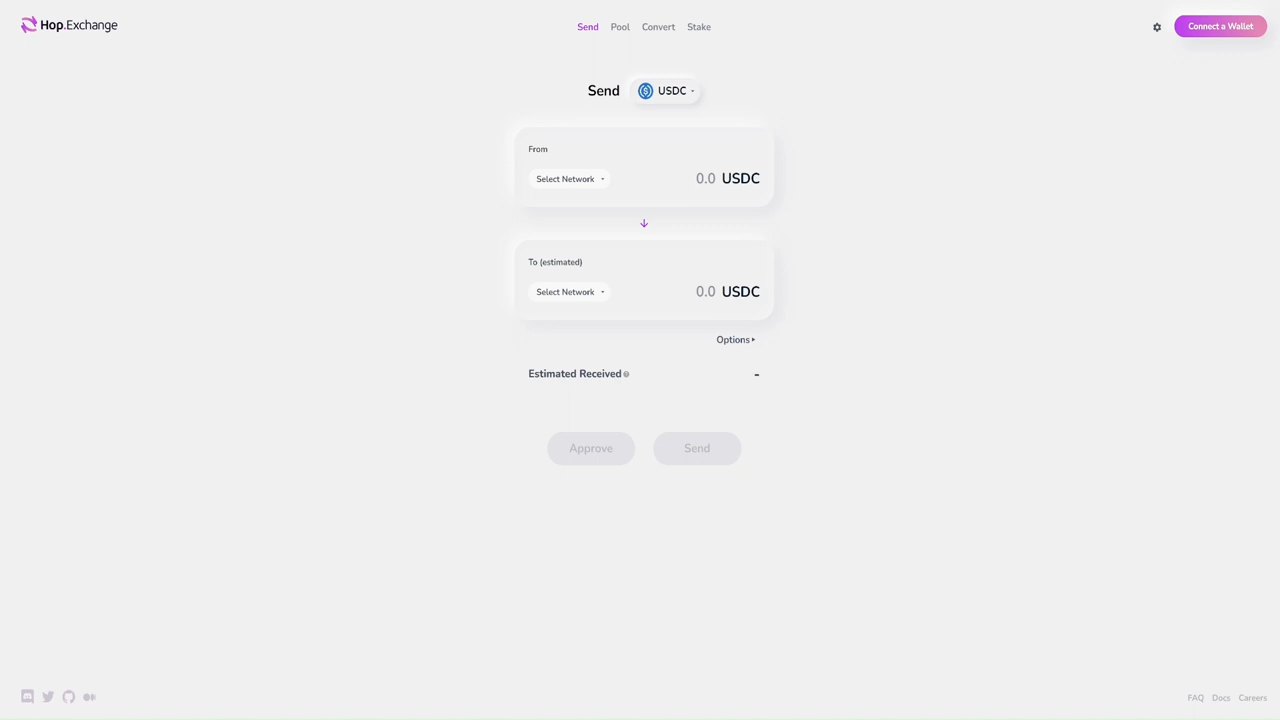 Hop.Exchange
Send Pool Convert Stake
Connect a Wallet
Send USDC
From
Select Network 0.0 USDC
To (estimated)
Select Network 0.0 USDC
Options
Estimated Received -
Approve Send
FAQ Docs Careers